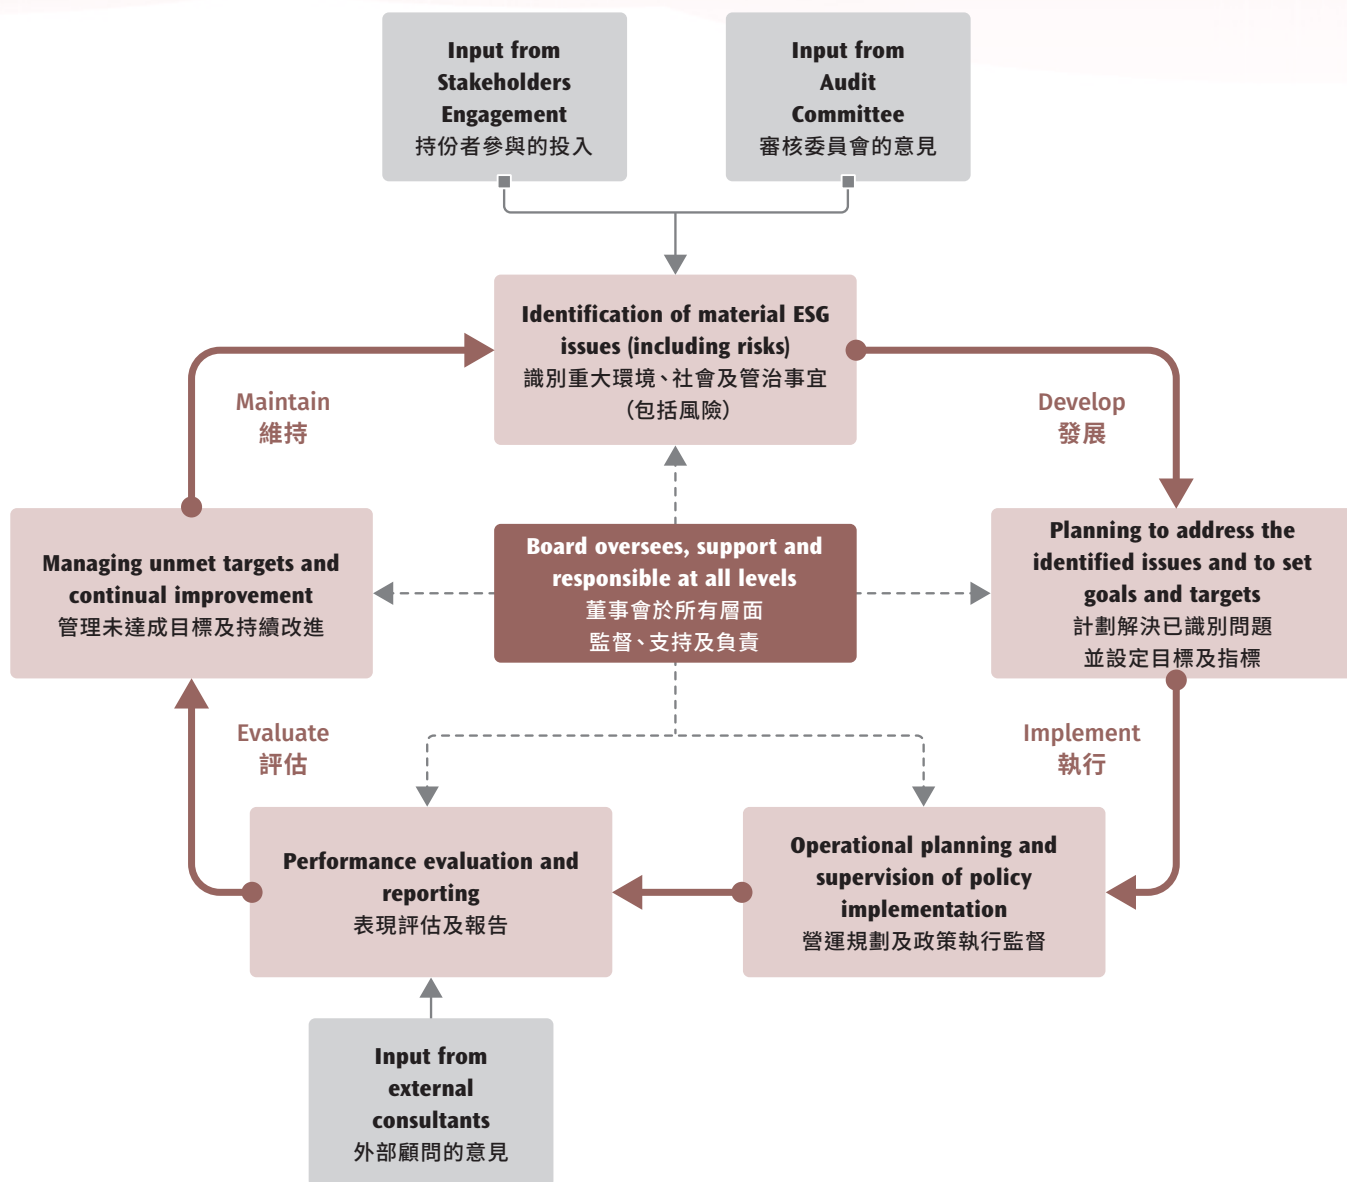 Input from
Stakeholders
Engagement
持份者參與的投入
Input from
Audit
Committee
審核委員會的意見
Identification of material ESG
issues (including risks)
識別重大環境、社會及管治事宜
(包括風險)
Maintain
維持
Develop
發展
Managing unmet targets and
continual improvement
管理未達成目標及持續改進
Board oversees, support and
responsible at all levels
董事會於所有層面
監督、支持及負責
Planning to address the
identified issues and to set
goals and targets
計劃解決已識別問題
並設定目標及指標
Evaluate
評估
Implement
執行
Performance evaluation and
reporting
表現評估及報告
Operational planning and
supervision of policy
implementation
營運規劃及政策執行監督
Input from
external
consultants
外部顧問的意見